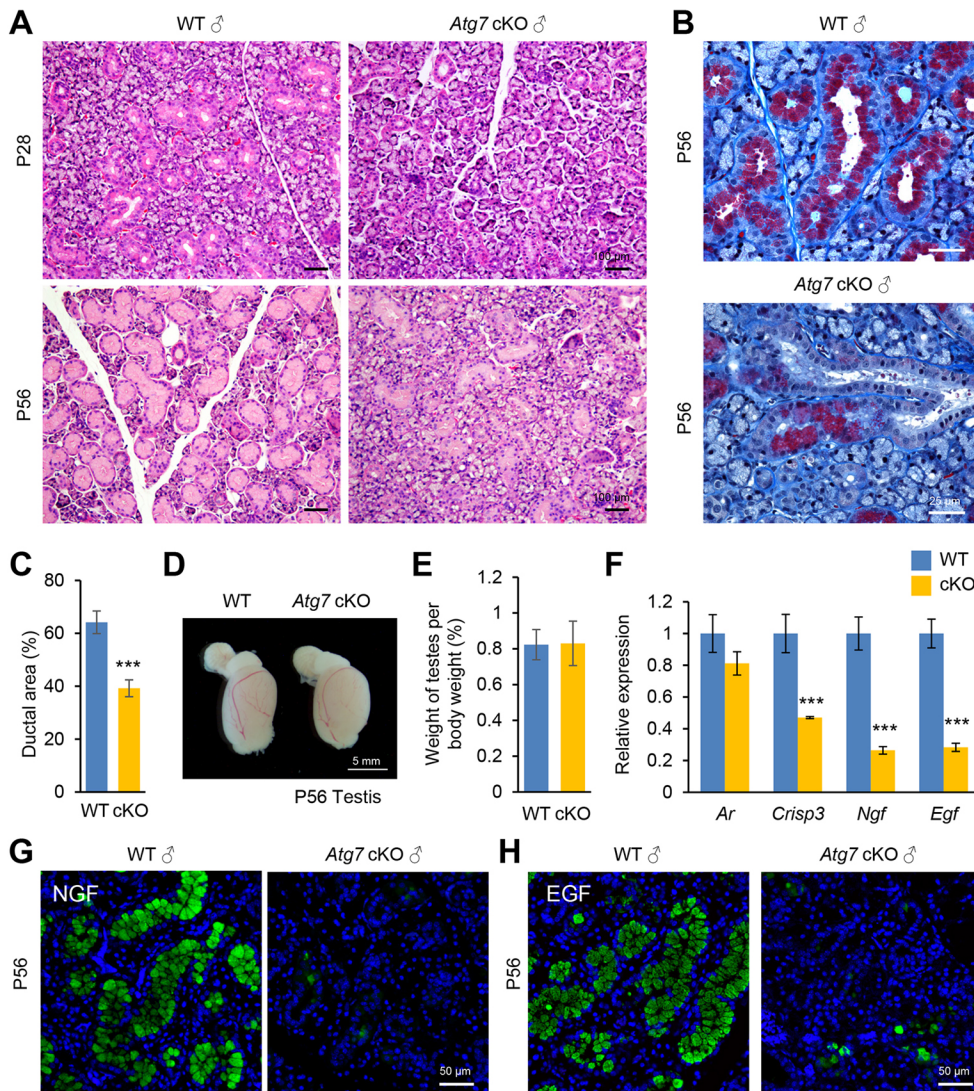 A
WT ♂
Atg7 cKO ♂
P28
100 µm
P56
100 µm
B
WT ♂
P56
Atg7 cKO ♂
P56
25 µm
C
Ductal area (%)
80
60
40
20
0
***
WT cKO
D
WT Atg7 cKO
5 mm
P56 Testis
E
Weight of testes per
body weight (%)
1.2
1
0.8
0.6
0.4
0.2
0
WT cKO
F
WT
cKO
Relative expression
1.2
1
0.8
0.6
0.4
0.2
0
***
***
***
Ar Crisp3 Ngf Egf
G
WT ♂
Atg7 cKO ♂
P56
NGF
50 µm
H
WT ♂
Atg7 cKO ♂
P56
EGF
50 µm